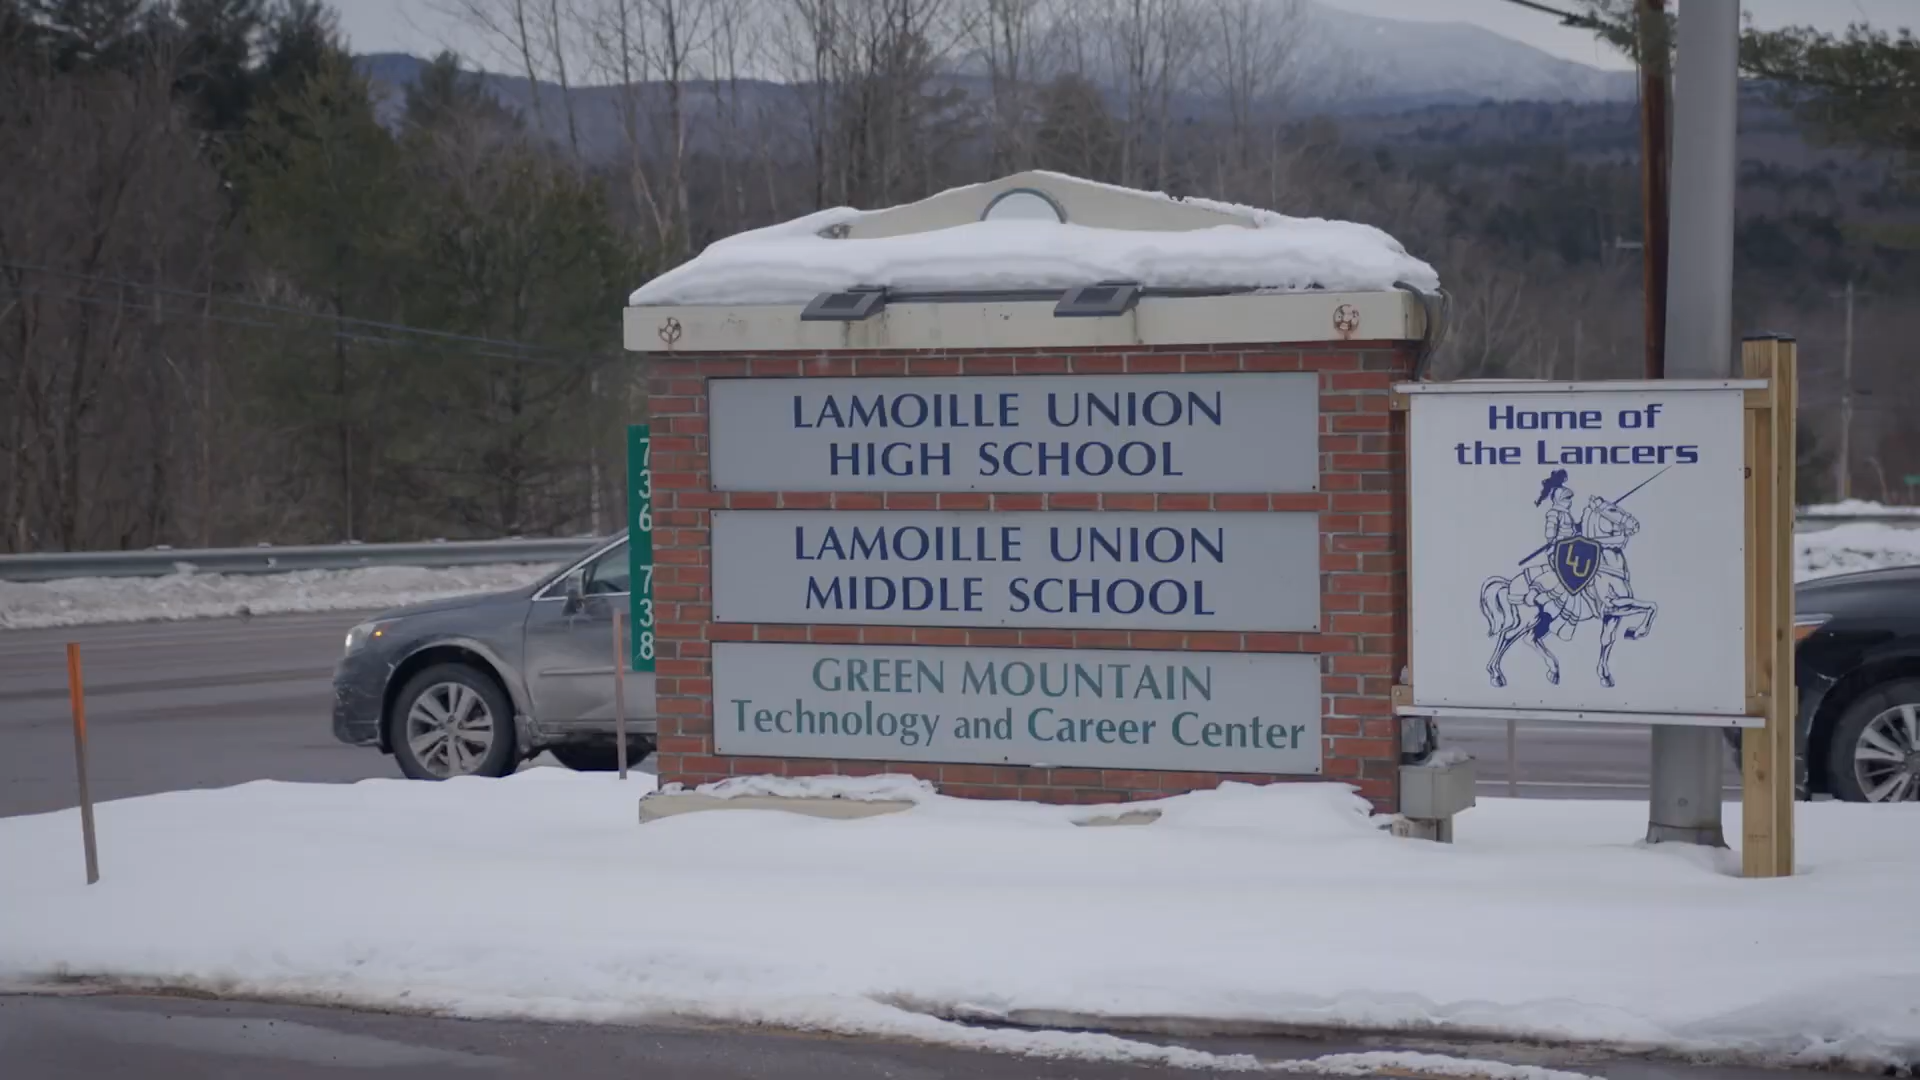 LAMOILLE UNION
HIGH SCHOOL
LAMOILLE UNION
MIDDLE SCHOOL
GREEN MOUNTAIN
Technology and Career Center
Home of
the Lancers
LU
736 738